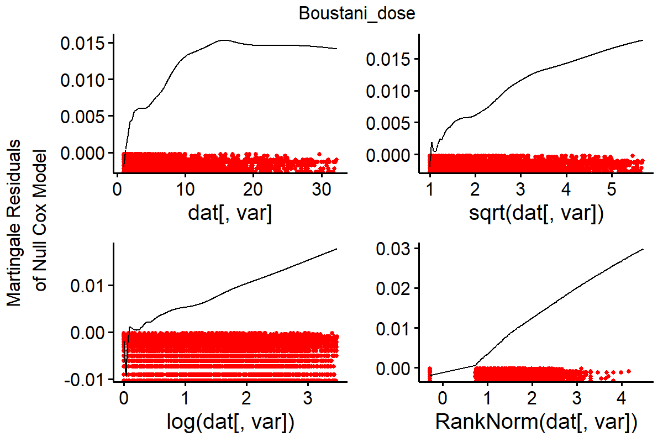 Boustani_dose
Martingale Residuals
of Null Cox Model
0.015
0.010
0.005
0.000
0 10 20 30
dat[, var]
0.015
0.010
0.005
0.000
1 2 3 4 5
sqrt(dat[, var])
0.01
0.00
-0.01
0 1 2 3
log(dat[, var])
0.03
0.02
0.01
0.00
0 1 2 3 4
RankNorm(dat[, var])